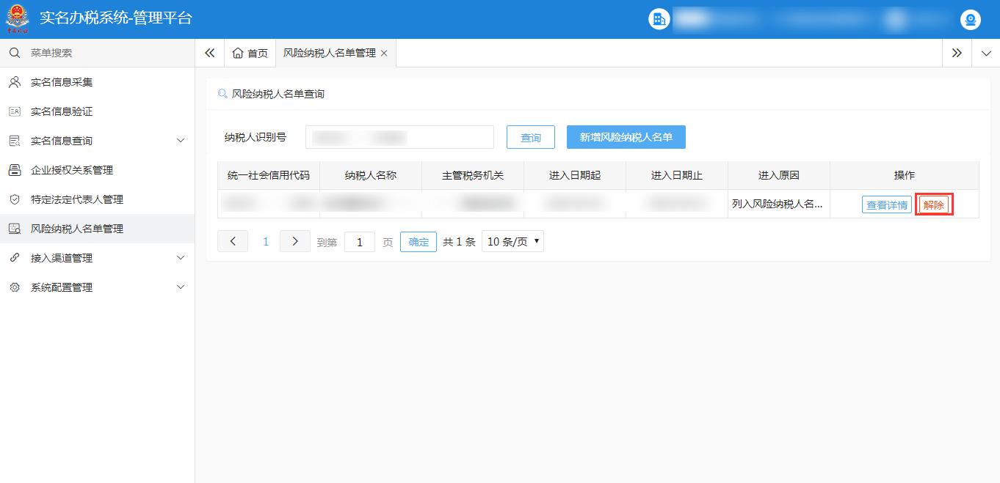 实名办税系统-管理平台
菜单搜索
首页
风险纳税人名单管理
实名信息采集
实名信息验证
实名信息查询
企业授权关系管理
特定法定代表人管理
风险纳税人名单管理
接入渠道管理
系统配置管理
风险纳税人名单查询
纳税人识别号
查询
新增风险纳税人名单
统一社会信用代码 纳税人名称 主管税务机关 进入日期起 进入日期止 进入原因 操作
列入风险纳税人名... 查看详情 解除
1 到第 1 页 确定 共 1 条 10 条/页